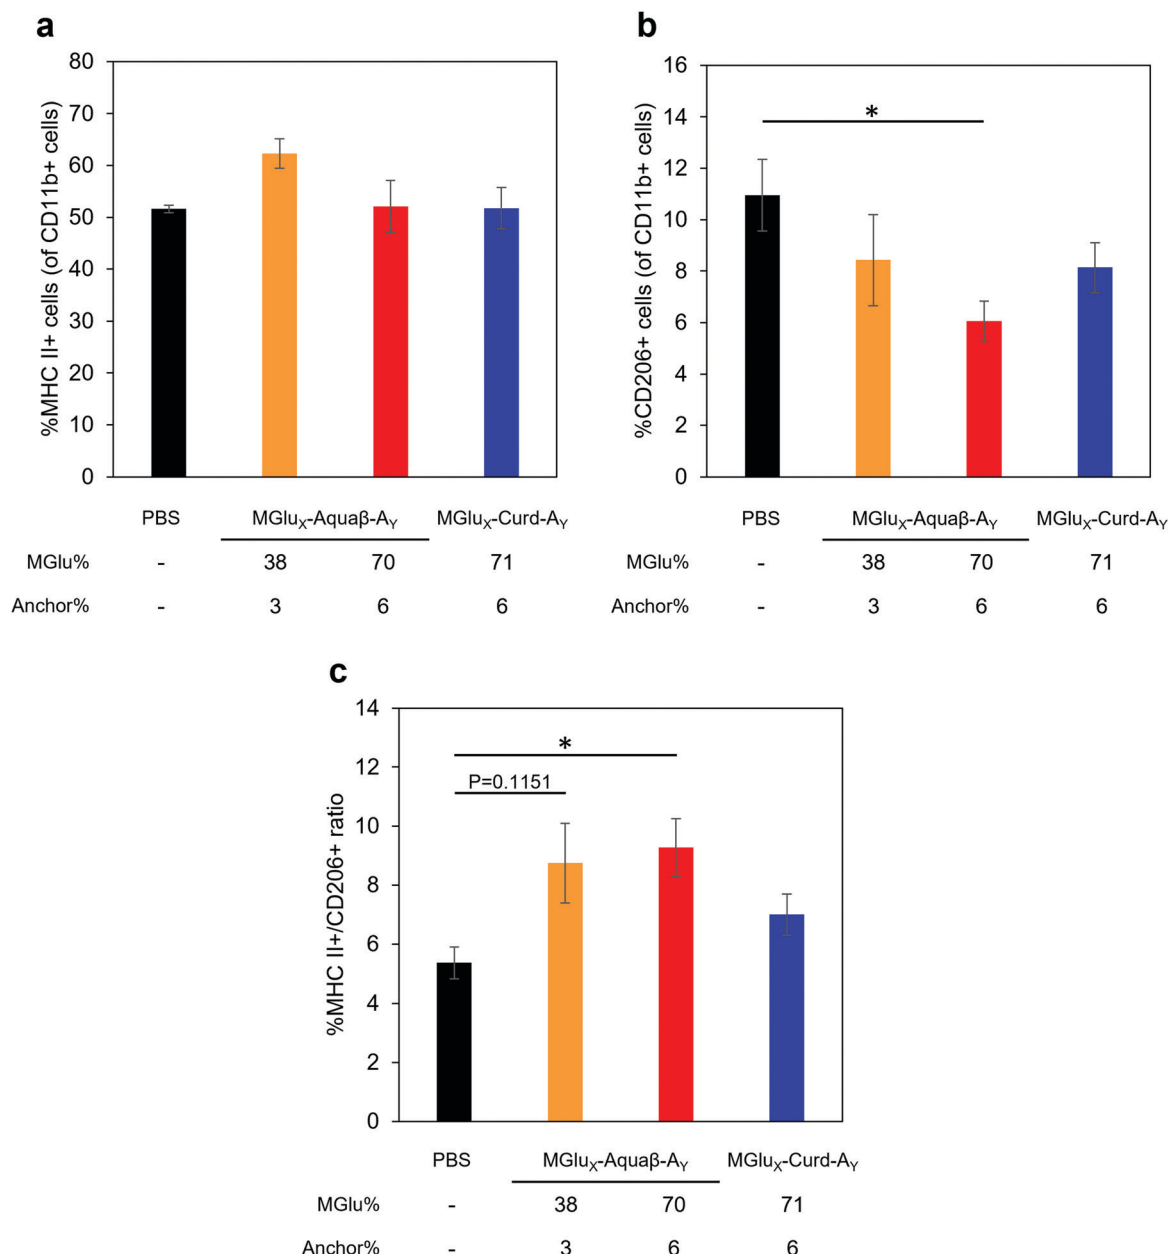 a
%MHC II+ cells (of CD11b+ cells)
80
70
60
50
40
30
20
10
0
PBS MGluX-Aquaβ-AY MGluX-Curd-AY
MGlu% - 38 70 71
Anchor% - 3 6 6
b
%CD206+ cells (of CD11b+ cells)
16
14
12
10
8
6
4
2
0
*
PBS MGluX-Aquaβ-AY MGluX-Curd-AY
MGlu% - 38 70 71
Anchor% - 3 6 6
c
%MHC II+/CD206+ ratio
14
12
10
8
6
4
2
0
*
P=0.1151
PBS MGluX-Aquaβ-AY MGluX-Curd-AY
MGlu% - 38 70 71
Anchor% - 3 6 6